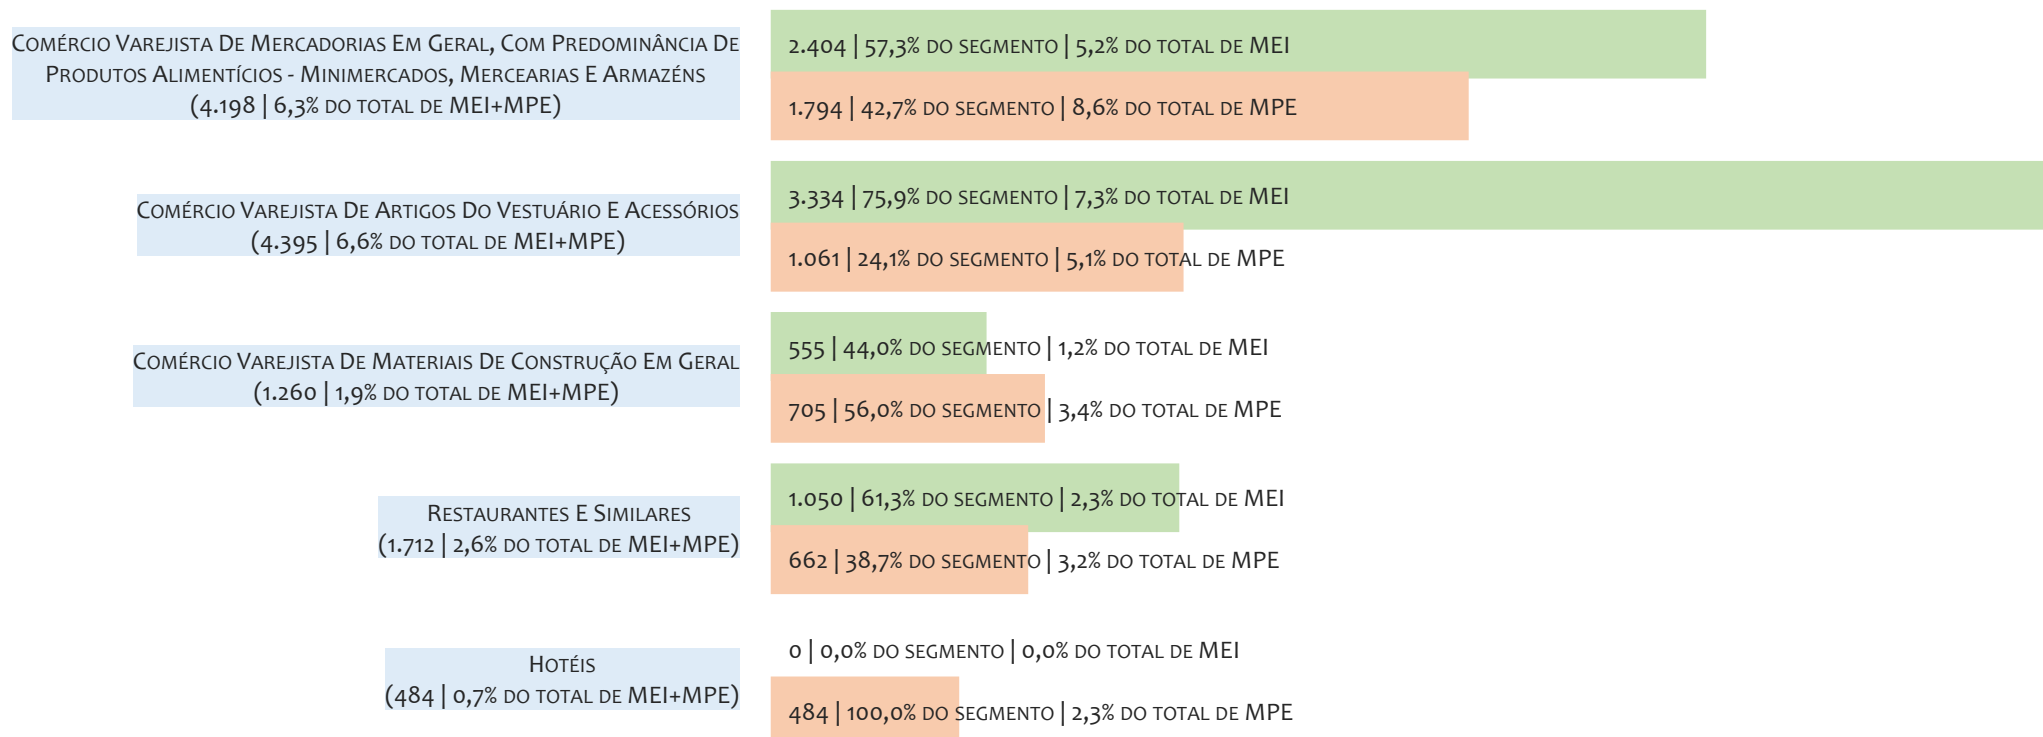 Comércio Varejista De Mercadorias Em Geral, Com Predominância De
Produtos Alimentícios - Minimercados, Mercearias E Armazéns
(4.198 | 6,3% do total de MEI+MPE)
2.404 | 57,3% do segmento | 5,2% do total de MEI
1.794 | 42,7% do segmento | 8,6% do total de MPE
Comércio Varejista De Artigos Do Vestuário E Acessórios
(4.395 | 6,6% do total de MEI+MPE)
3.334 | 75,9% do segmento | 7,3% do total de MEI
1.061 | 24,1% do segmento | 5,1% do total de MPE
Comércio Varejista De Materiais De Construção Em Geral
(1.260 | 1,9% do total de MEI+MPE)
555 | 44,0% do segmento | 1,2% do total de MEI
705 | 56,0% do segmento | 3,4% do total de MPE
Restaurantes E Similares
(1.712 | 2,6% do total de MEI+MPE)
1.050 | 61,3% do segmento | 2,3% do total de MEI
662 | 38,7% do segmento | 3,2% do total de MPE
Hotéis
(484 | 0,7% do total de MEI+MPE)
0 | 0,0% do segmento | 0,0% do total de MEI
484 | 100,0% do segmento | 2,3% do total de MPE